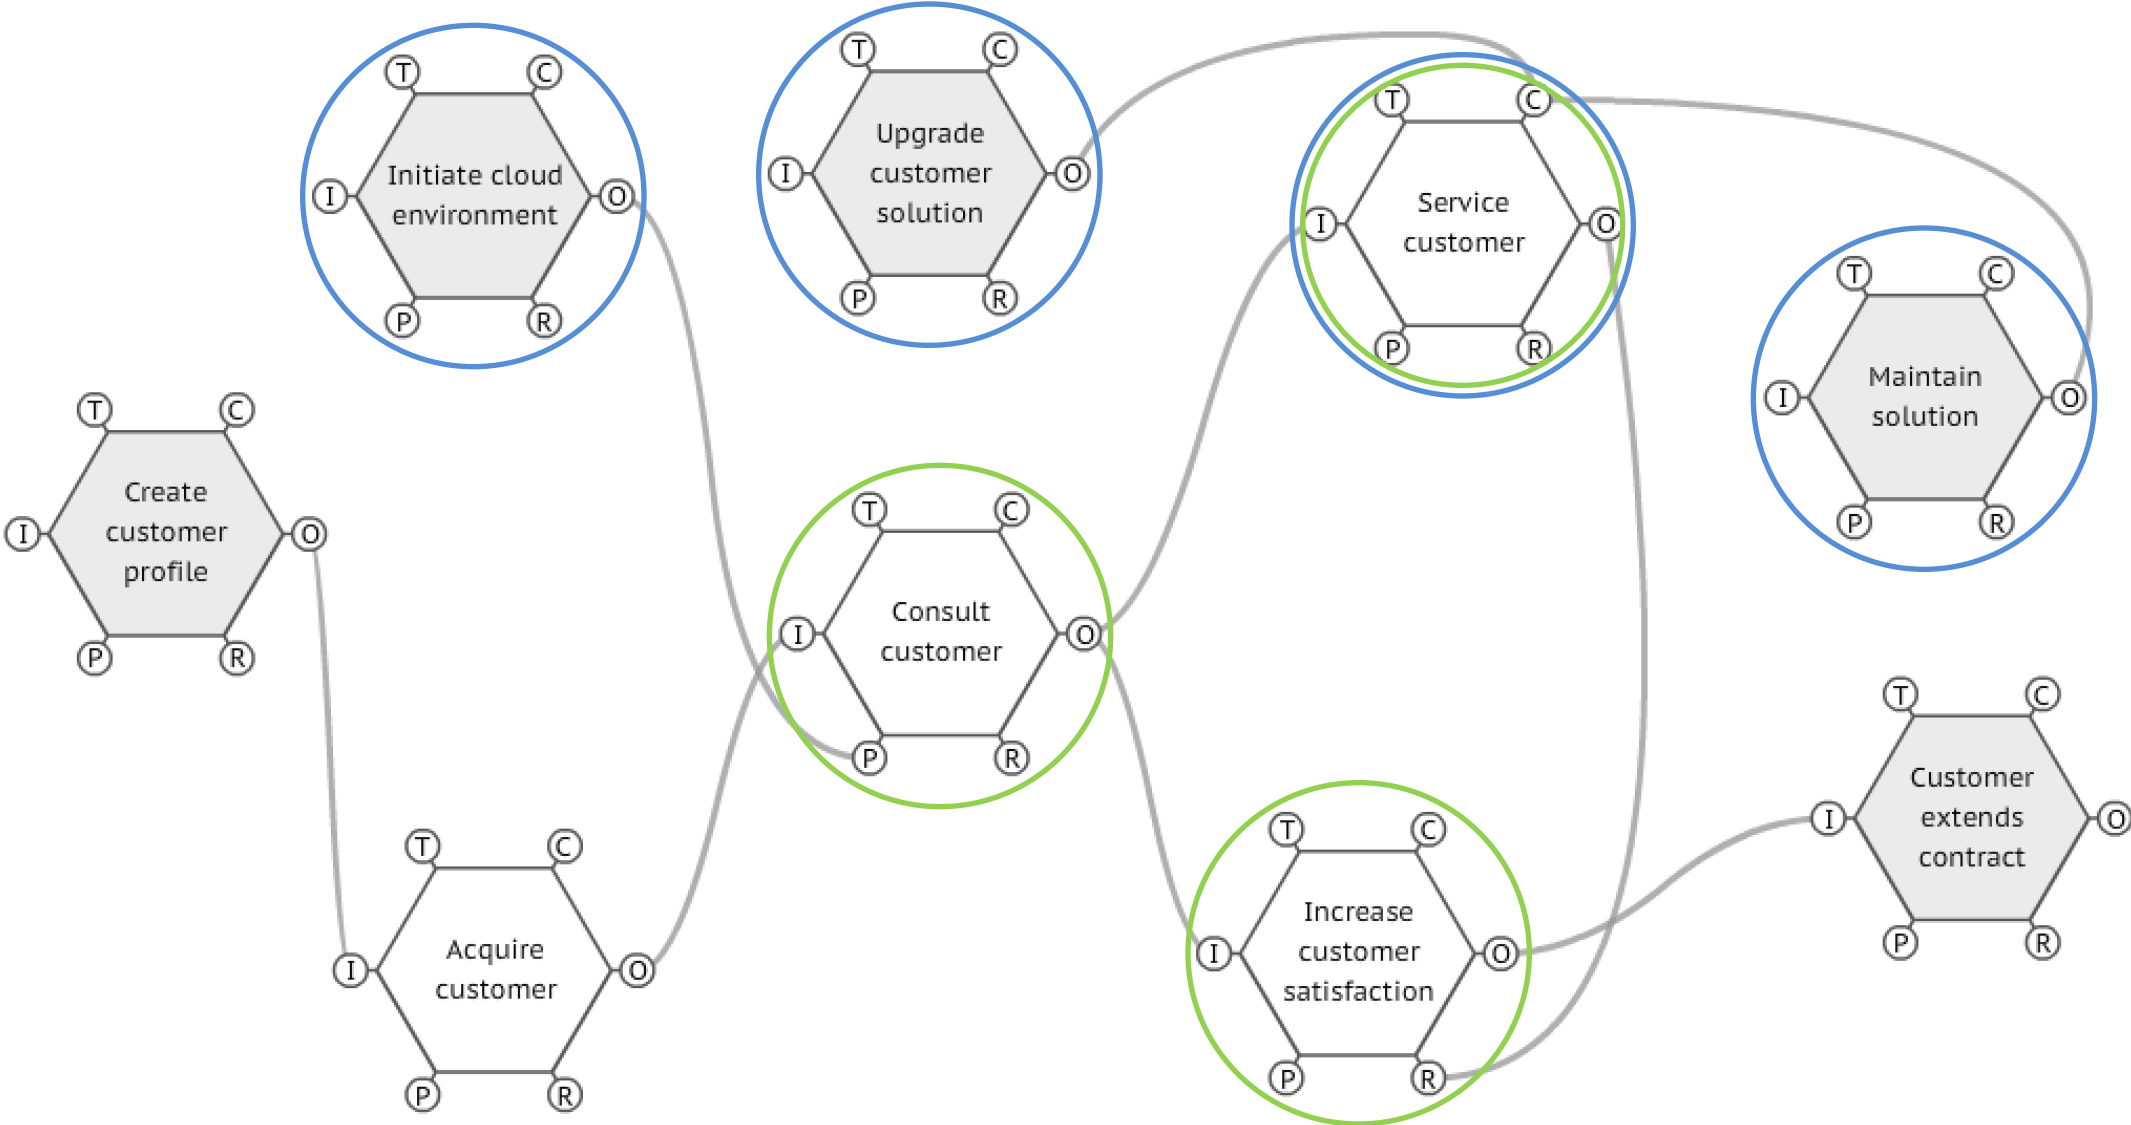 T
C
Initiate cloud
environment
I
O
P
R
T
C
Upgrade
customer
solution
I
O
P
R
T
C
Service
customer
I
O
P
R
T
C
Maintain
solution
I
O
P
R
T
C
Create
customer
profile
I
O
P
R
T
C
Consult
customer
I
O
P
R
T
C
Customer
extends
contract
I
O
P
R
T
C
Acquire
customer
I
O
P
R
T
C
Increase
customer
satisfaction
I
O
P
R